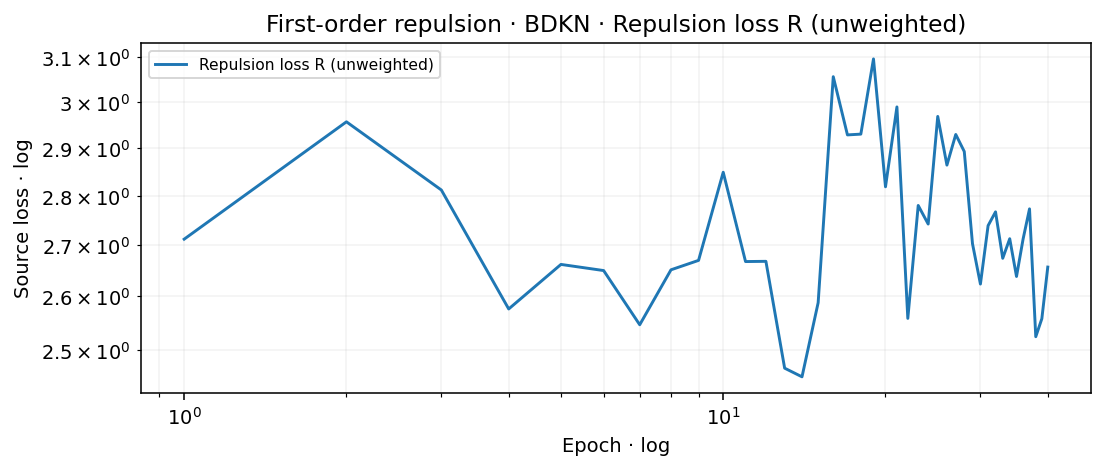 First-order repulsion · BDKN · Repulsion loss R (unweighted)
Repulsion loss R (unweighted)
Source loss · log
3.1 × 10⁰
3 × 10⁰
2.9 × 10⁰
2.8 × 10⁰
2.7 × 10⁰
2.6 × 10⁰
2.5 × 10⁰
10⁰ 10¹
Epoch · log